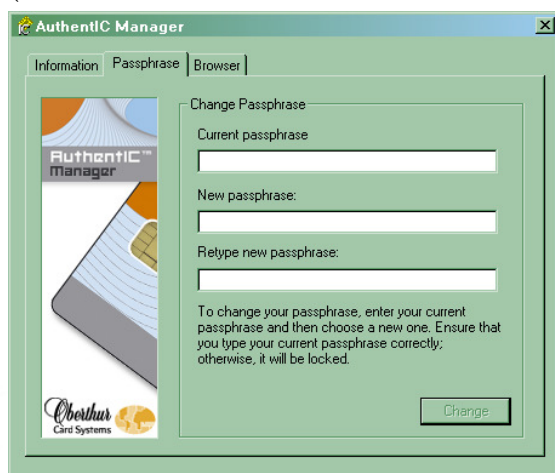 AuthentIC Manager
Information Passphrase Browser
AuthentIC™
Manager
Oberthur
Card Systems
Change Passphrase
Current passphrase
New passphrase:
Retype new passphrase:
To change your passphrase, enter your current
passphrase and then choose a new one. Ensure that
you type your current passphrase correctly;
otherwise, it will be locked.
Change